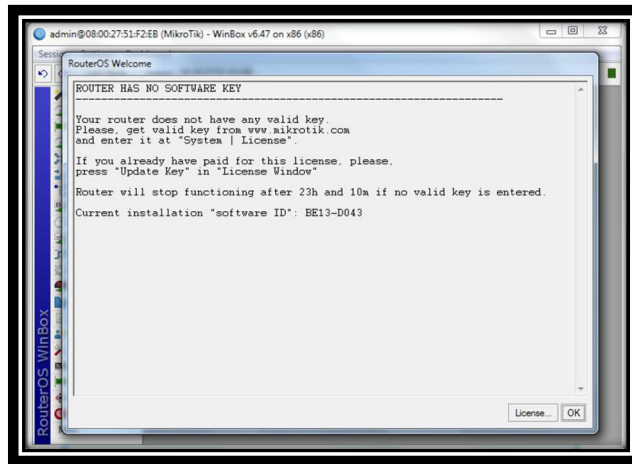 admin@08:00:27:51:F2:EB (MikroTik) - WinBox v6.47 on x86 (x86)
RouterOS Welcome
ROUTER HAS NO SOFTWARE KEY
----------------------------------------------------------------------------
Your router does not have any valid key.
Please, get valid key from www.mikrotik.com
and enter it at "System | License".
If you already have paid for this license, please,
press "Update Key" in "License Window"
Router will stop functioning after 23h and 10m if no valid key is entered.
Current installation "software ID": BE13-D043
License... OK
RouterOS WinBox